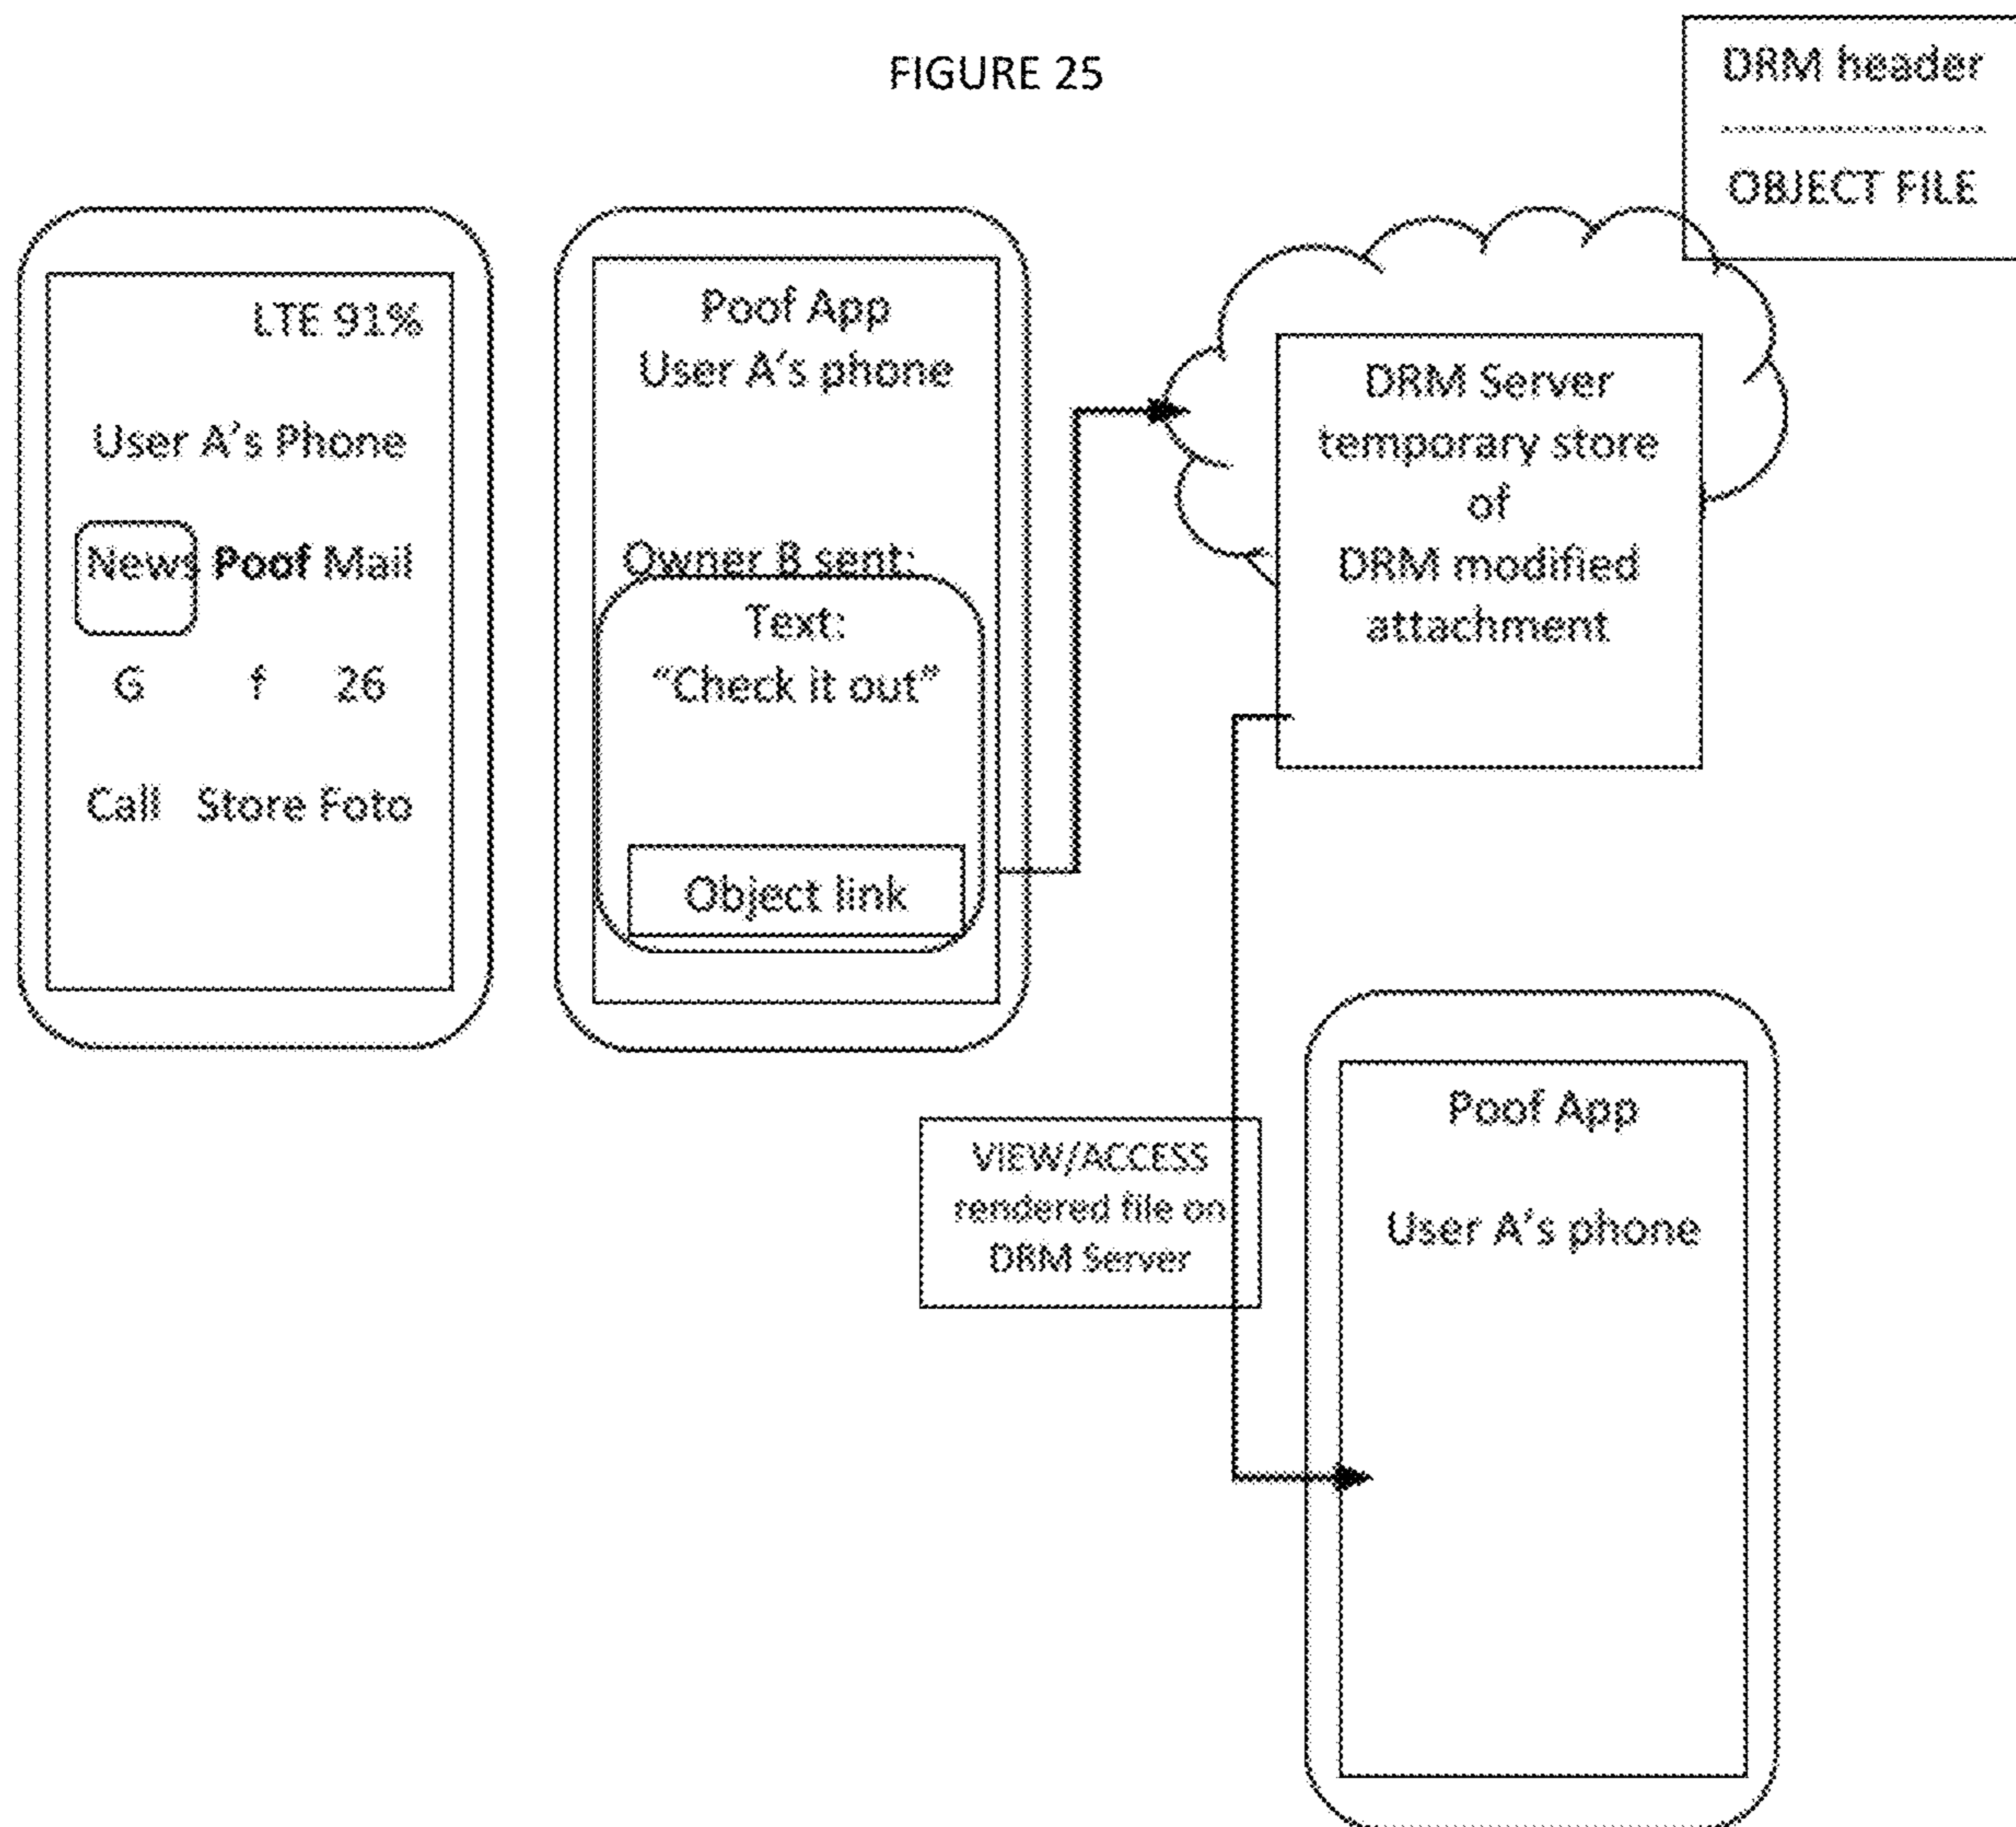 FIGURE 25
DRM header
OBJECT FILE
LTE 91%
User A's Phone
News Poof Mail
G f 26
Call Store Foto
Poof App
User A's phone
Owner B sent:
Text:
"Check it out"
Object link
DRM Server
temporary store
of
DRM modified
attachment
VIEW/ACCESS
rendered file on
DRM Server
Poof App
User A's phone